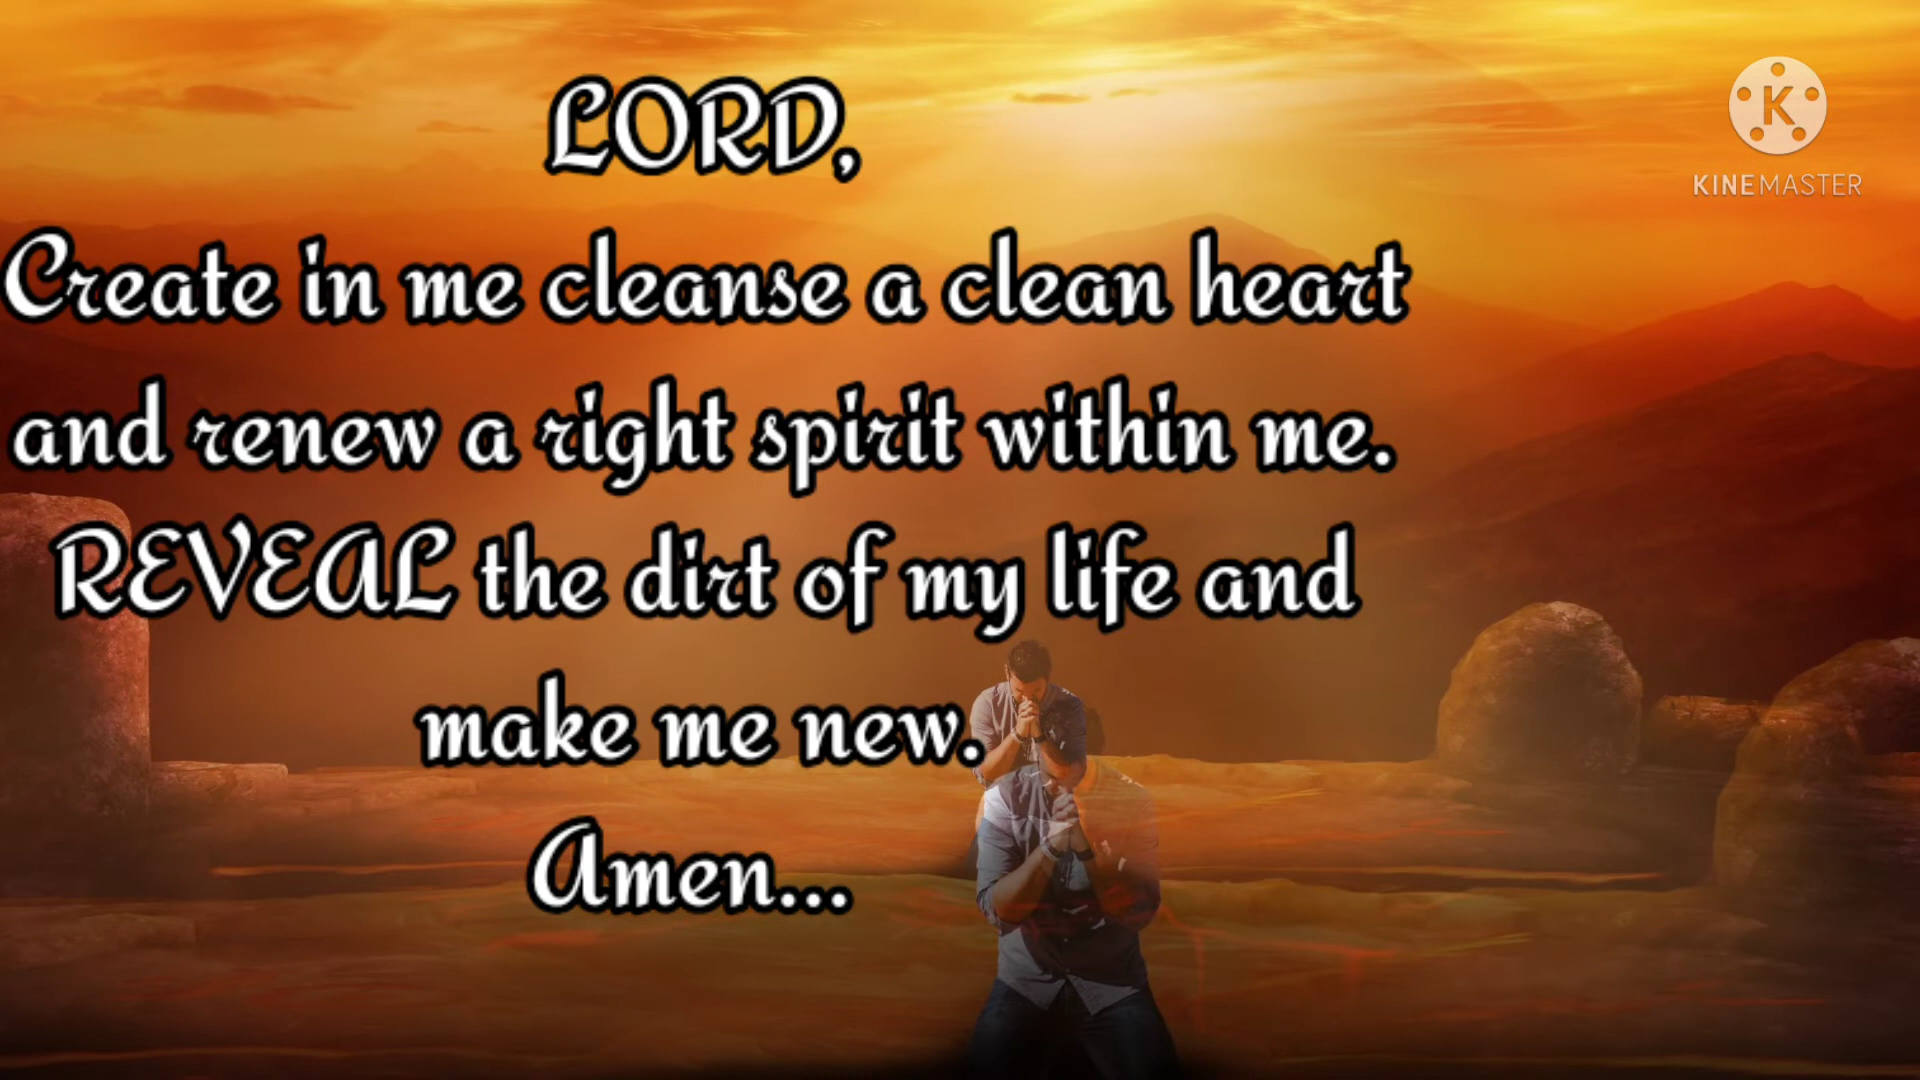 LORD,
Create in me cleanse a clean heart
and renew a right spirit within me.
REVEAL the dirt of my life and
make me new.
Amen...
K
KINEMASTER